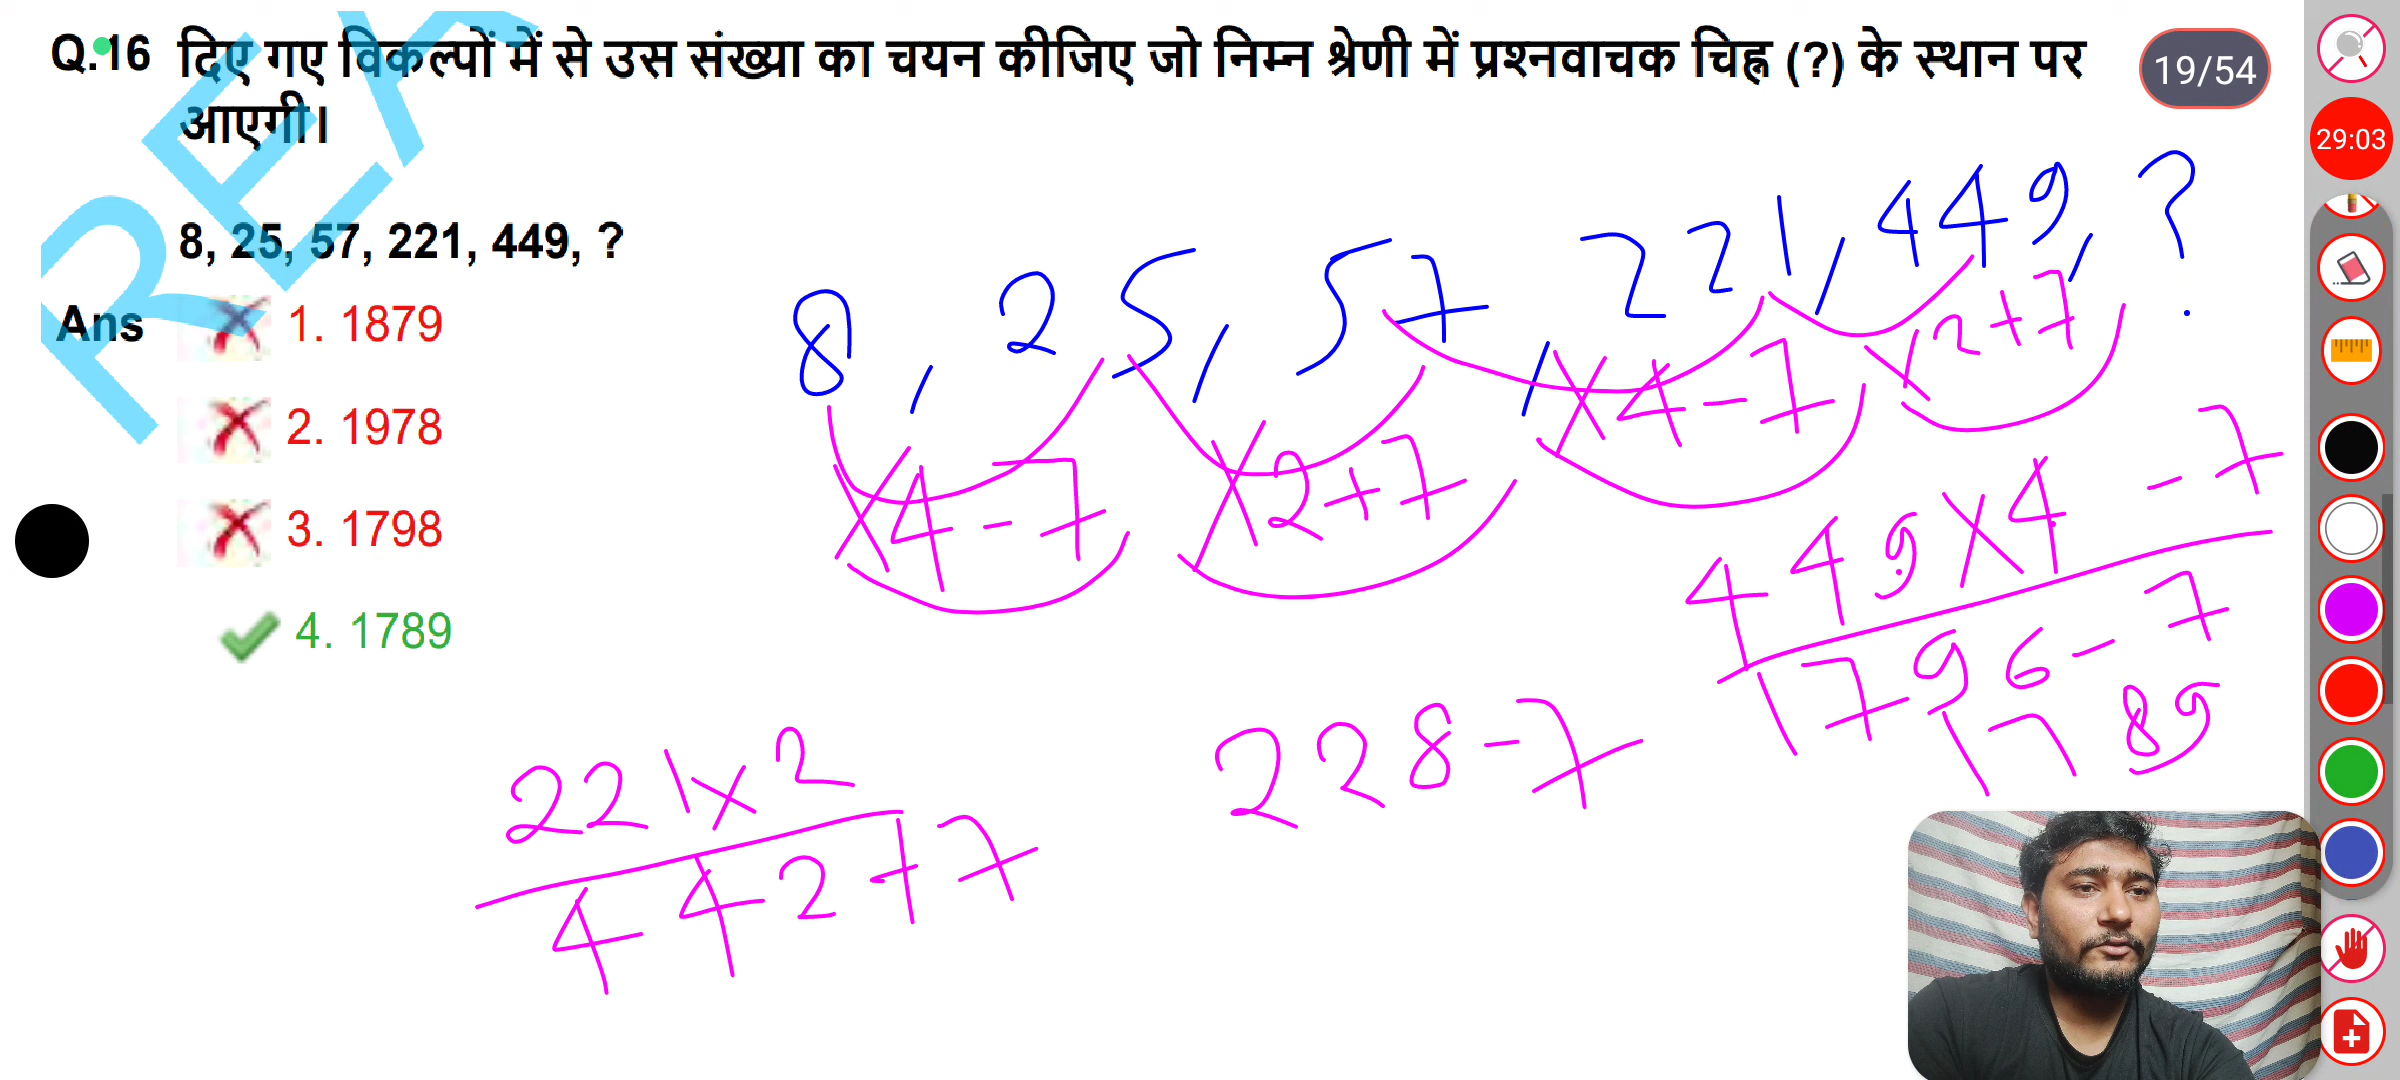 Q.16 दिए गए विकल्पों में से उस संख्या का चयन कीजिए जो निम्न श्रेणी में प्रश्नवाचक चिह्न (?) के स्थान पर
आएगी।
19/54
29:03
8, 25, 57, 221, 449, ?
Ans
1. 1879
2. 1978
3. 1798
4. 1789
8, 25, 57, 221, 449, ?
×4-7
×2+7
×4-7
×2+7
449×4-7
1796-7
1789
228-7
221×2
442+7
REA